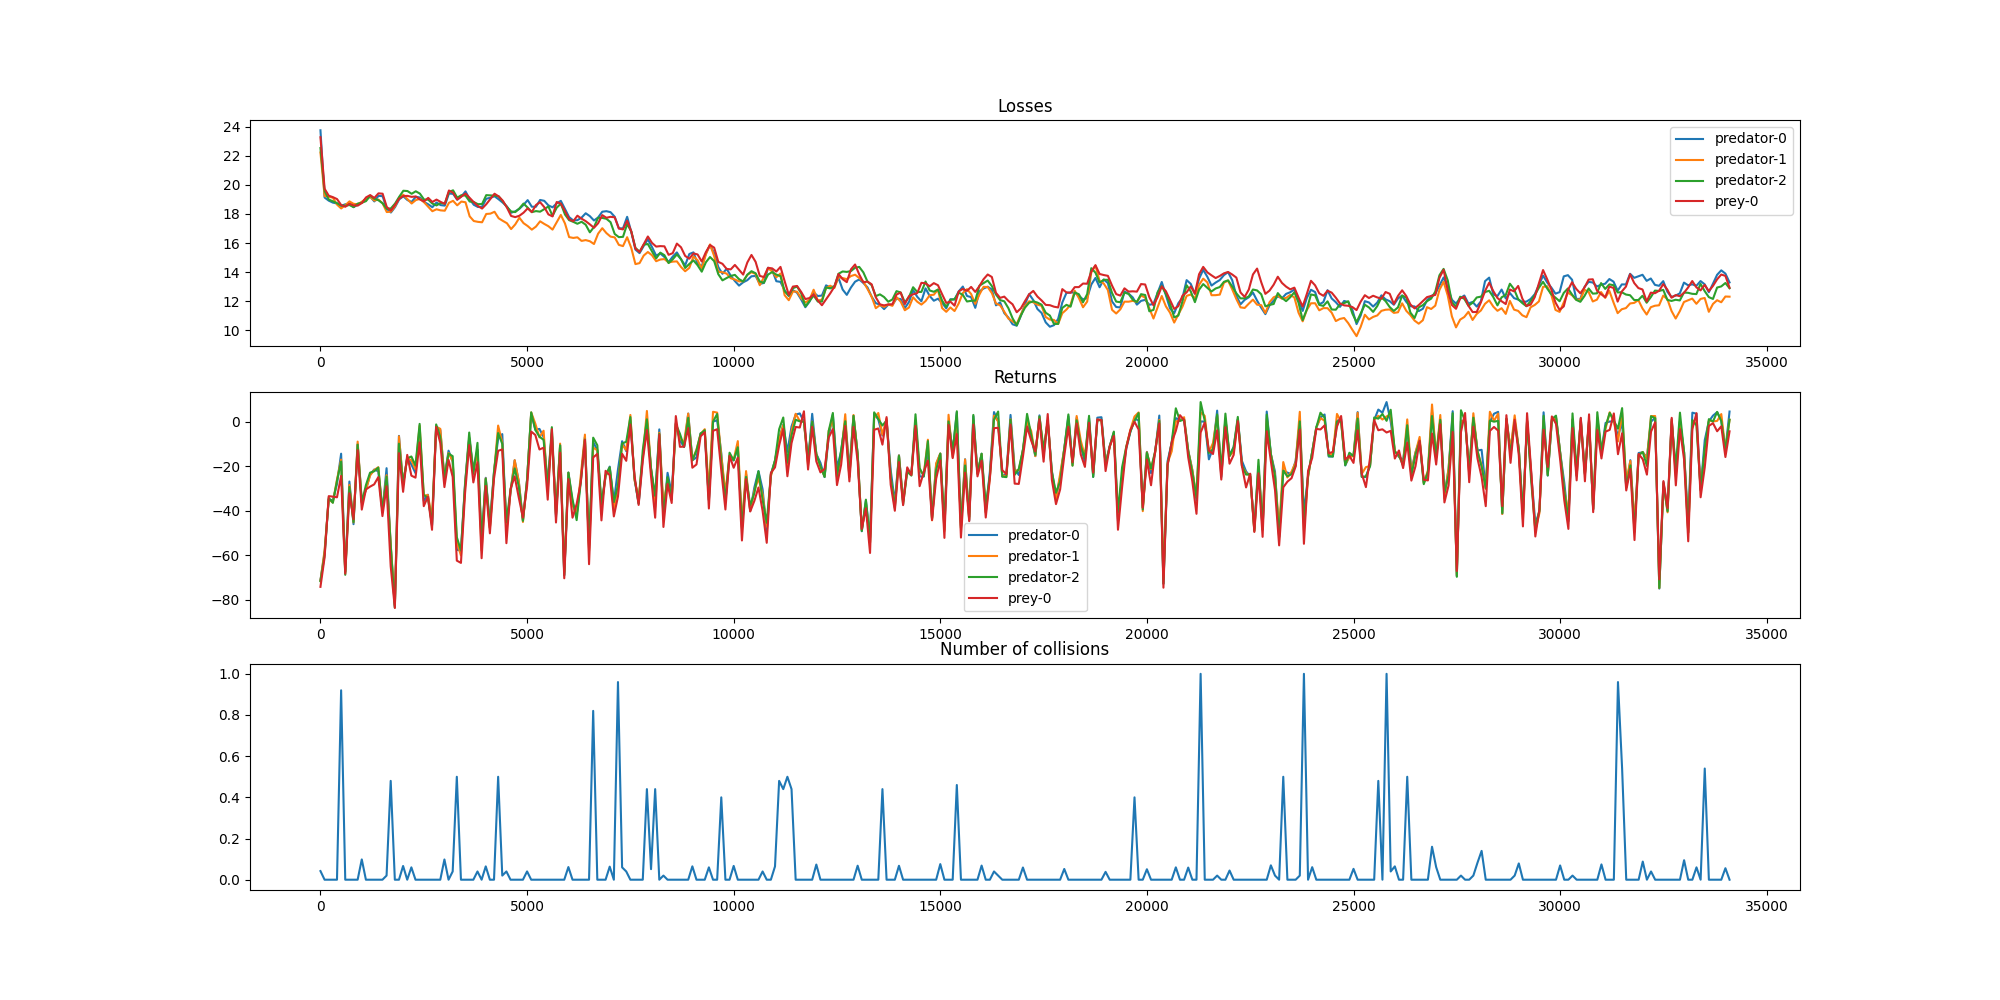 Losses
24
22
20
18
16
14
12
10
predator-0
predator-1
predator-2
prey-0
0 5000 10000 15000 20000 25000 30000 35000
Returns
0
−20
−40
−60
−80
predator-0
predator-1
predator-2
prey-0
0 5000 10000 15000 20000 25000 30000 35000
Number of collisions
1.0
0.8
0.6
0.4
0.2
0.0
0 5000 10000 15000 20000 25000 30000 35000